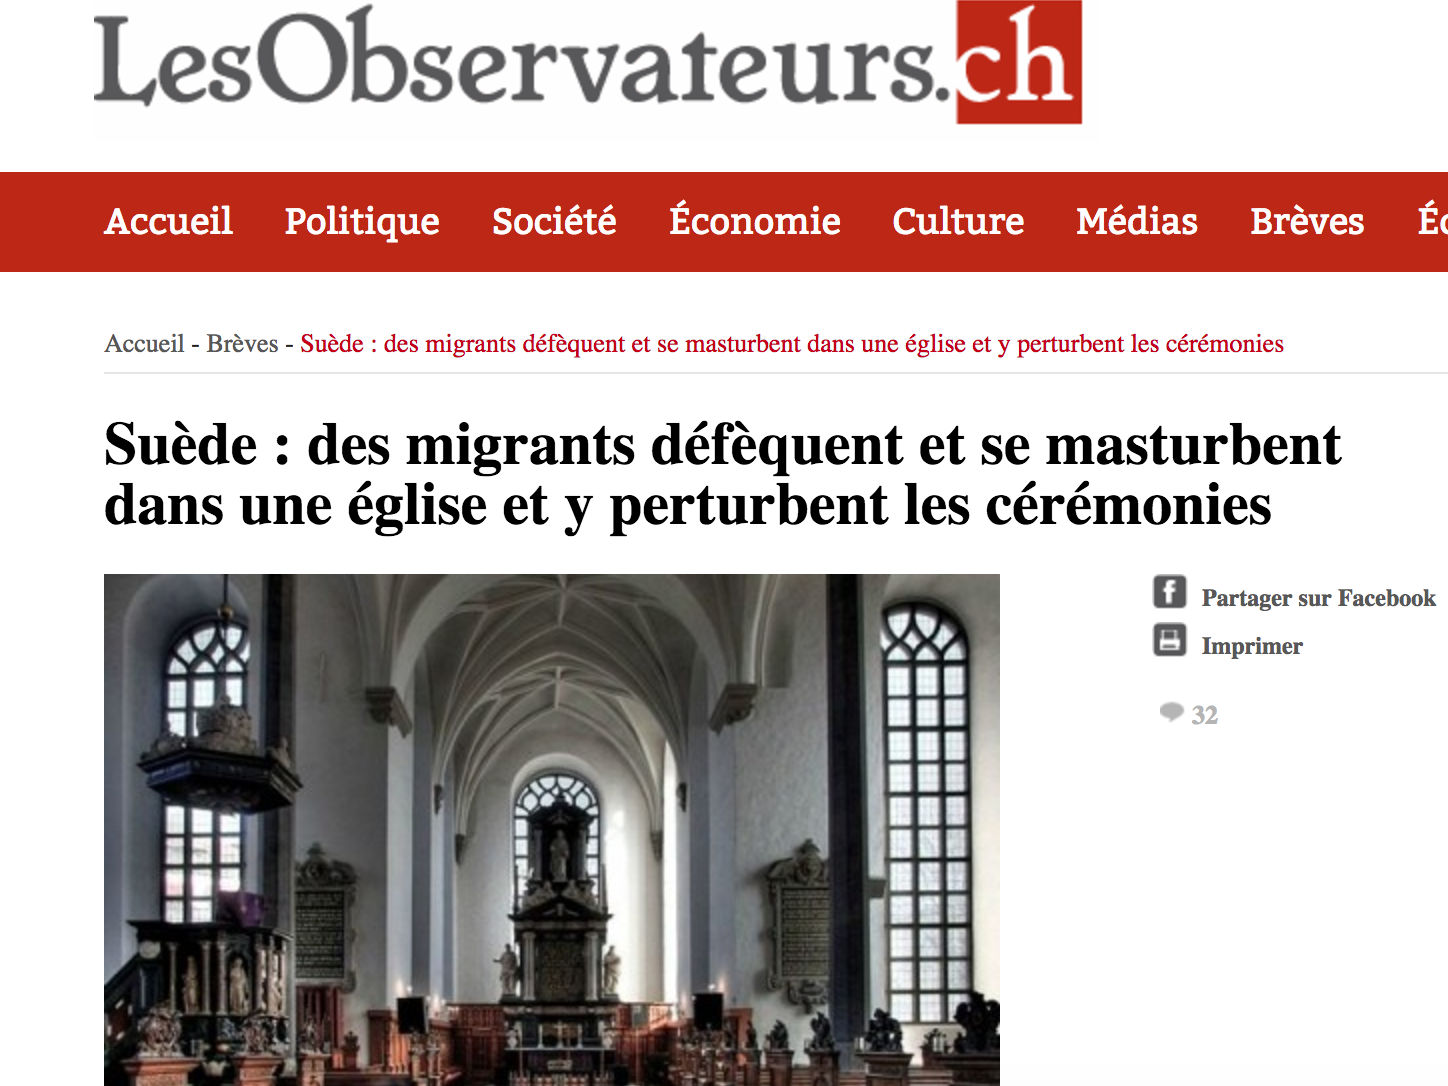 LesObservateurs.ch
Accueil Politique Société Économie Culture Médias Brèves Éc
Accueil - Brèves - Suède : des migrants défèquent et se masturbent dans une église et y perturbent les cérémonies
Suède : des migrants défèquent et se masturbent
dans une église et y perturbent les cérémonies
Partager sur Facebook
Imprimer
32